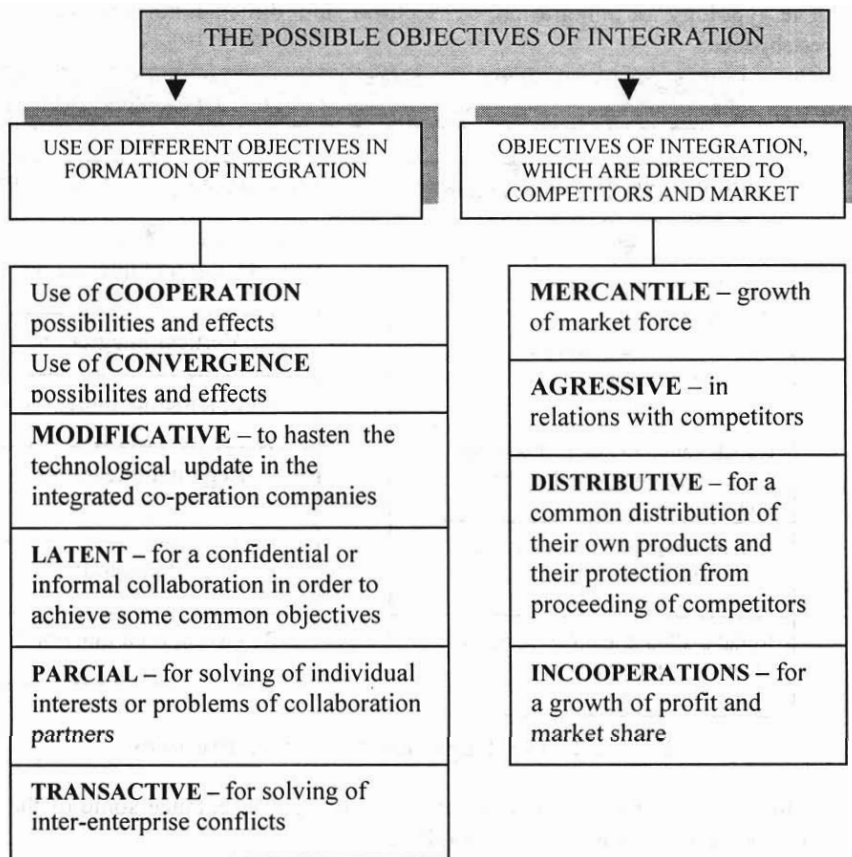 THE POSSIBLE OBJECTIVES OF INTEGRATION
USE OF DIFFERENT OBJECTIVES IN
FORMATION OF INTEGRATION
Use of COOPERATION
possibilities and effects
Use of CONVERGENCE
possibilites and effects
MODIFICATIVE – to hasten the
technological update in the
integrated co-peration companies
LATENT – for a confidential or
informal collaboration in order to
achieve some common objectives
PARCIAL – for solving of individual
interests or problems of collaboration
partners
TRANSACTIVE – for solving of
inter-enterprise conflicts
OBJECTIVES OF INTEGRATION,
WHICH ARE DIRECTED TO
COMPETITORS AND MARKET
MERCANTILE – growth
of market force
AGRESSIVE – in
relations with competitors
DISTRIBUTIVE – for a
common distribution of
their own products and
their protection from
proceeding of competitors
INCOOPERATIONS – for
a growth of profit and
market share